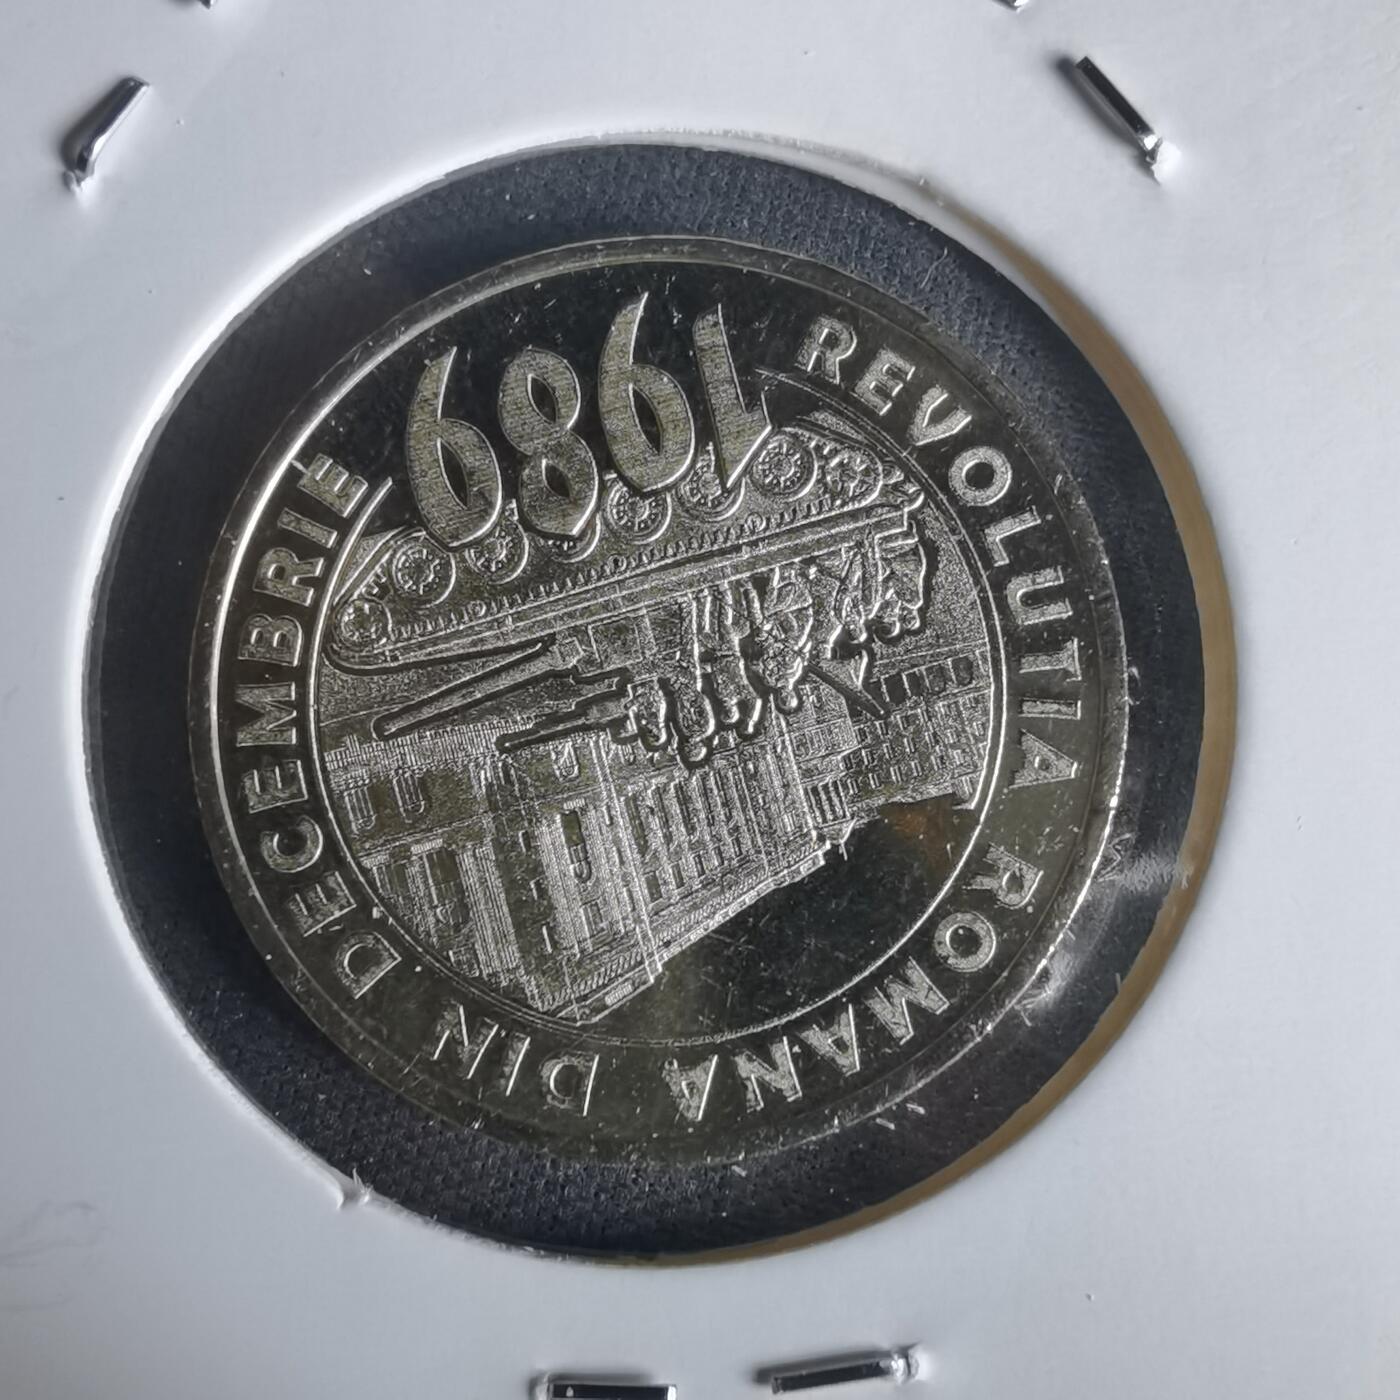 REVOLUTIA ROMANA DIN DECEMBRIE
1989